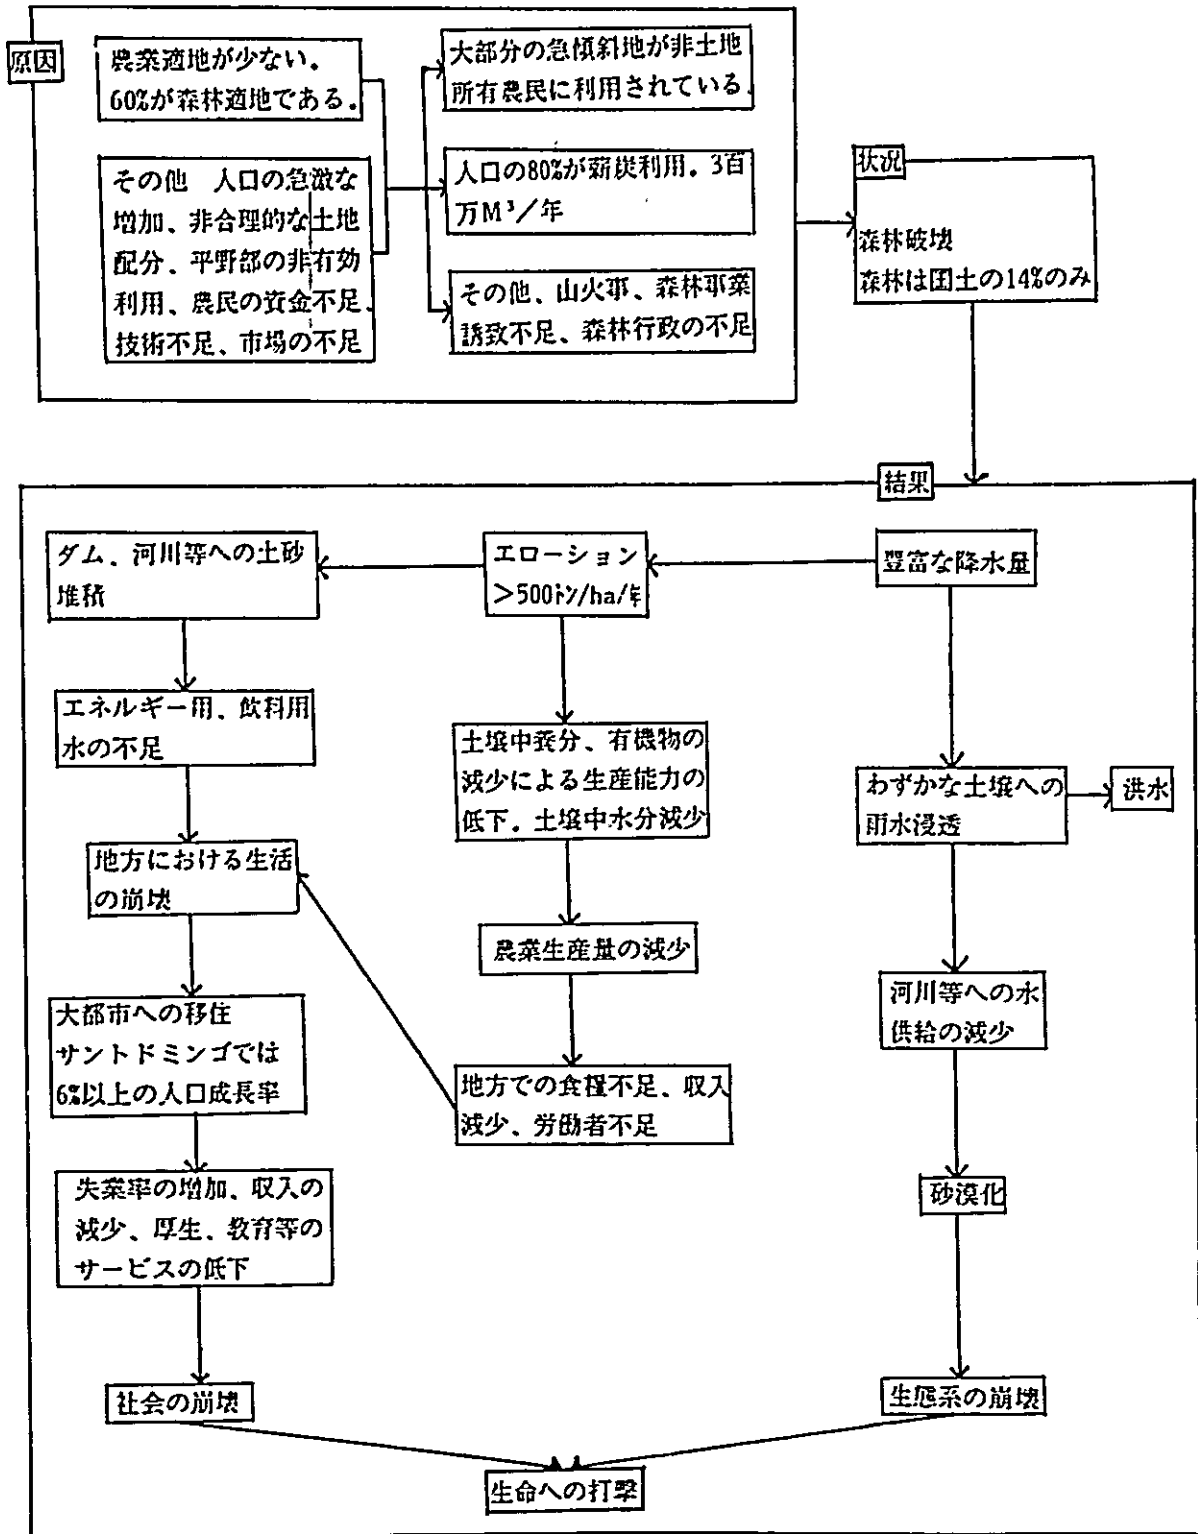 原因
農業適地が少ない。
60%が森林適地である。
その他 人口の急激な
増加、非合理的な土地
配分、平野部の非有効
利用、農民の資金不足、
技術不足、市場の不足
大部分の急傾斜地が非土地
所有農民に利用されている.
人口の80%が薪炭利用。3百
万M³/年
その他、山火事、森林事業
誘致不足、森林行政の不足
状況
森林破壊
森林は国土の14%のみ
結果
ダム、河川等への土砂
堆積
エローション
>500トン/ha/年
豊富な降水量
エネルギー用、飲料用
水の不足
土壌中養分、有機物の
減少による生産能力の
低下。土壌中水分減少
わずかな土壌への
雨水浸透
洪水
地方における生活
の崩壊
農業生産量の減少
河川等への水
供給の減少
大都市への移住
サントドミンゴでは
6%以上の人口成長率
地方での食糧不足、収入
減少、労働者不足
失業率の増加、収入の
減少、厚生、教育等の
サービスの低下
砂漠化
社会の崩壊
生態系の崩壊
生命への打撃